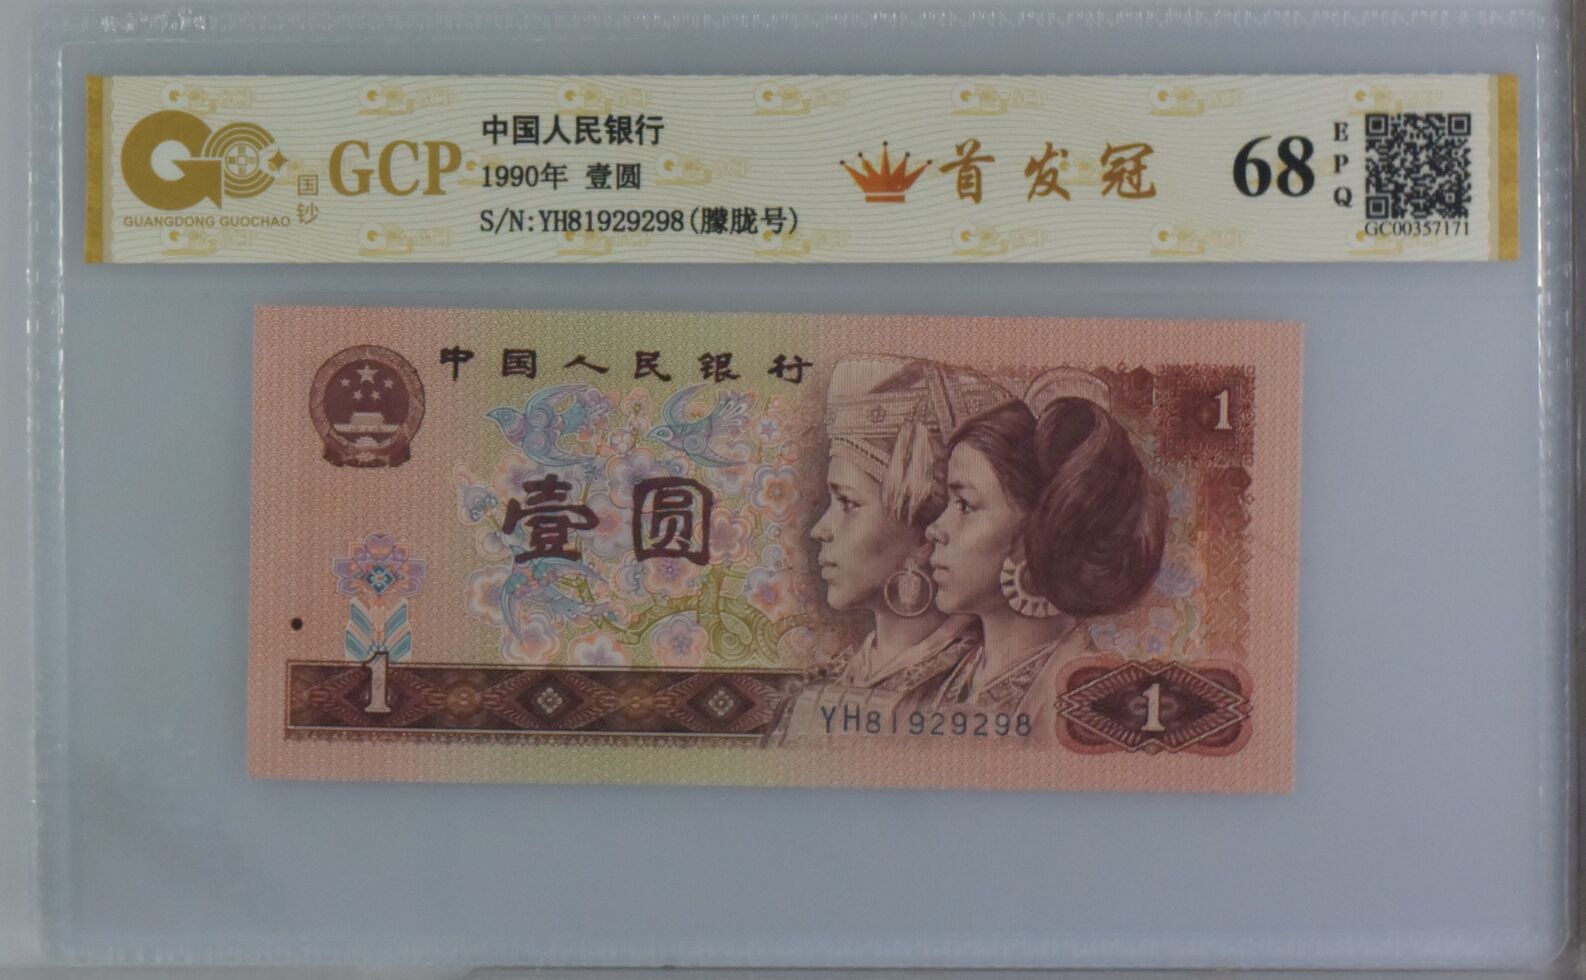 GUANGDONG GUOCHAO
国钞
GCP
中国人民银行
1990年 壹圆
S/N:YH81929298(朦胧号)
首发冠
68
EPQ
GC00357171
中国人民银行
1
壹圆
1
YH81929298
1